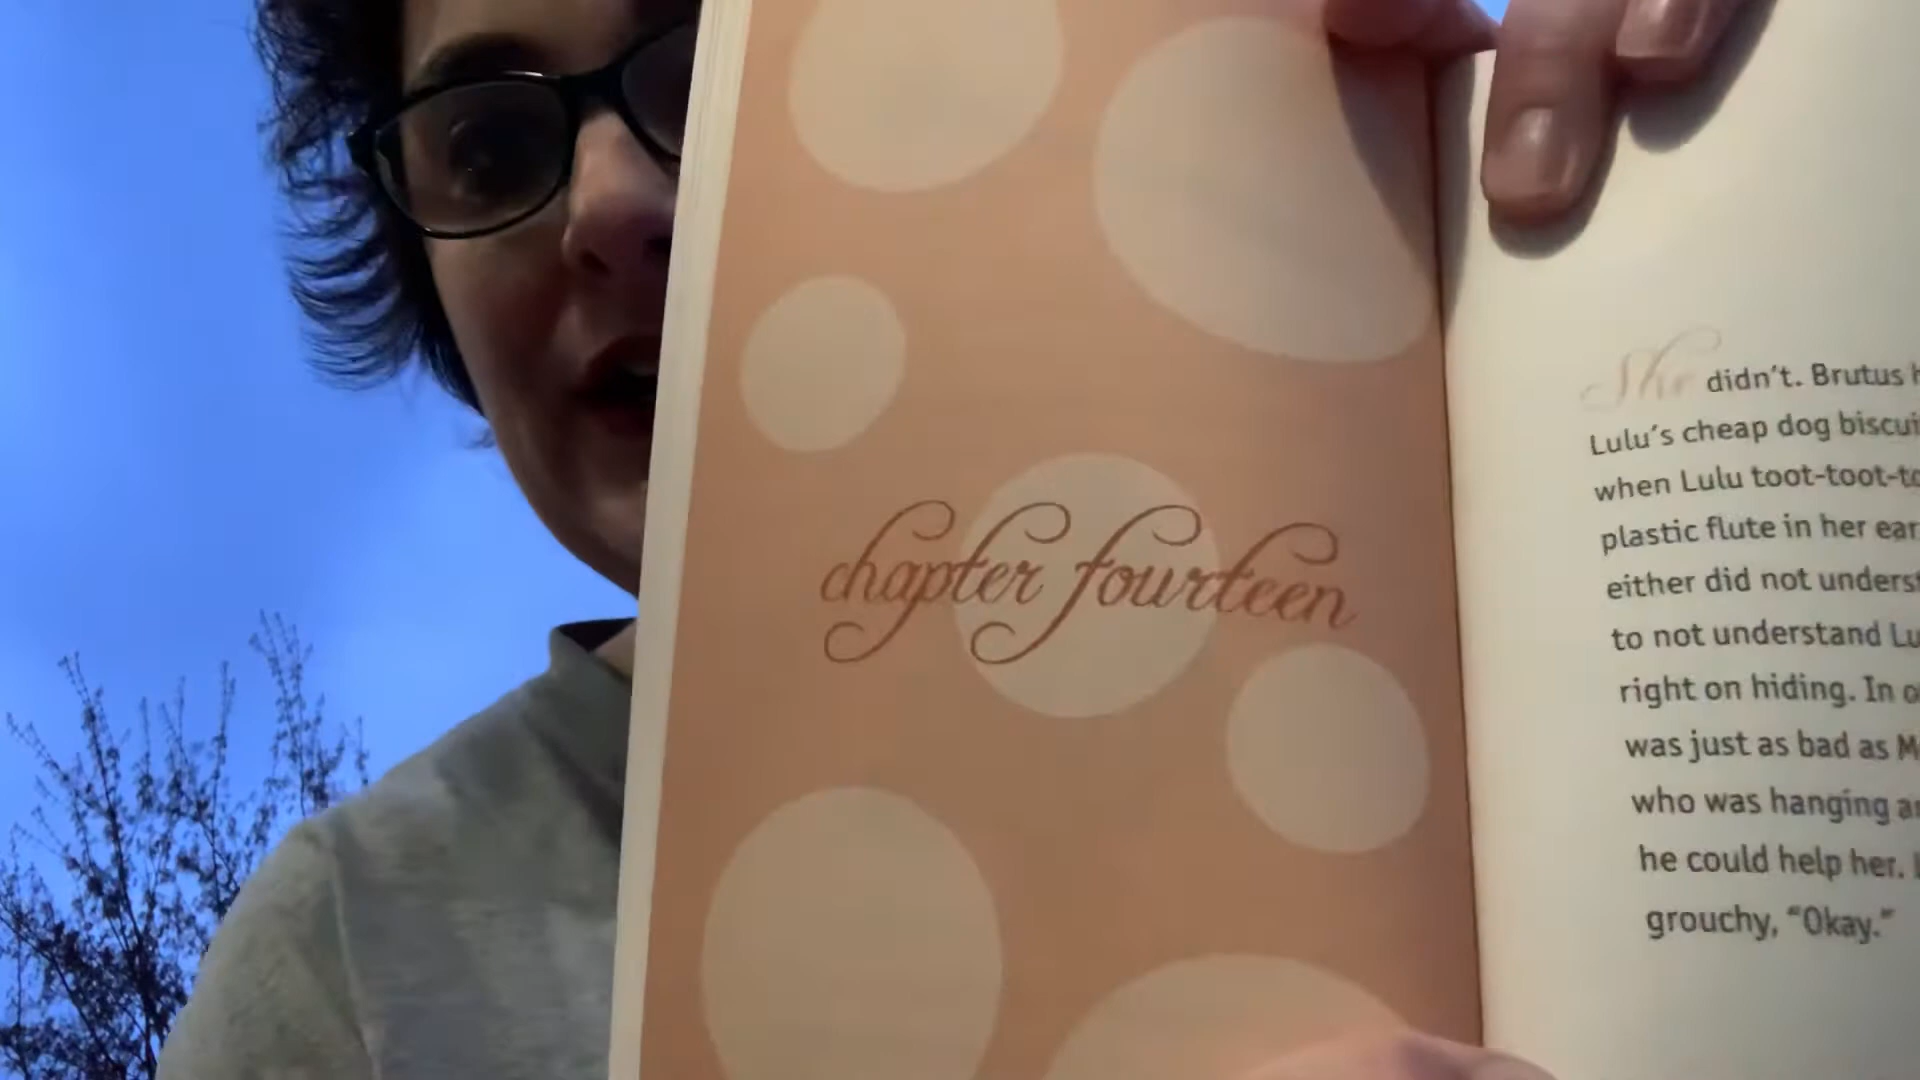 chapter fourteen
She didn't. Brutus
Lulu's cheap dog
when Lulu
plastic flute in her
either did not
to not understand
right on hiding. In
was just as bad as
who was hanging
he could help her.
grouchy, “Okay.”